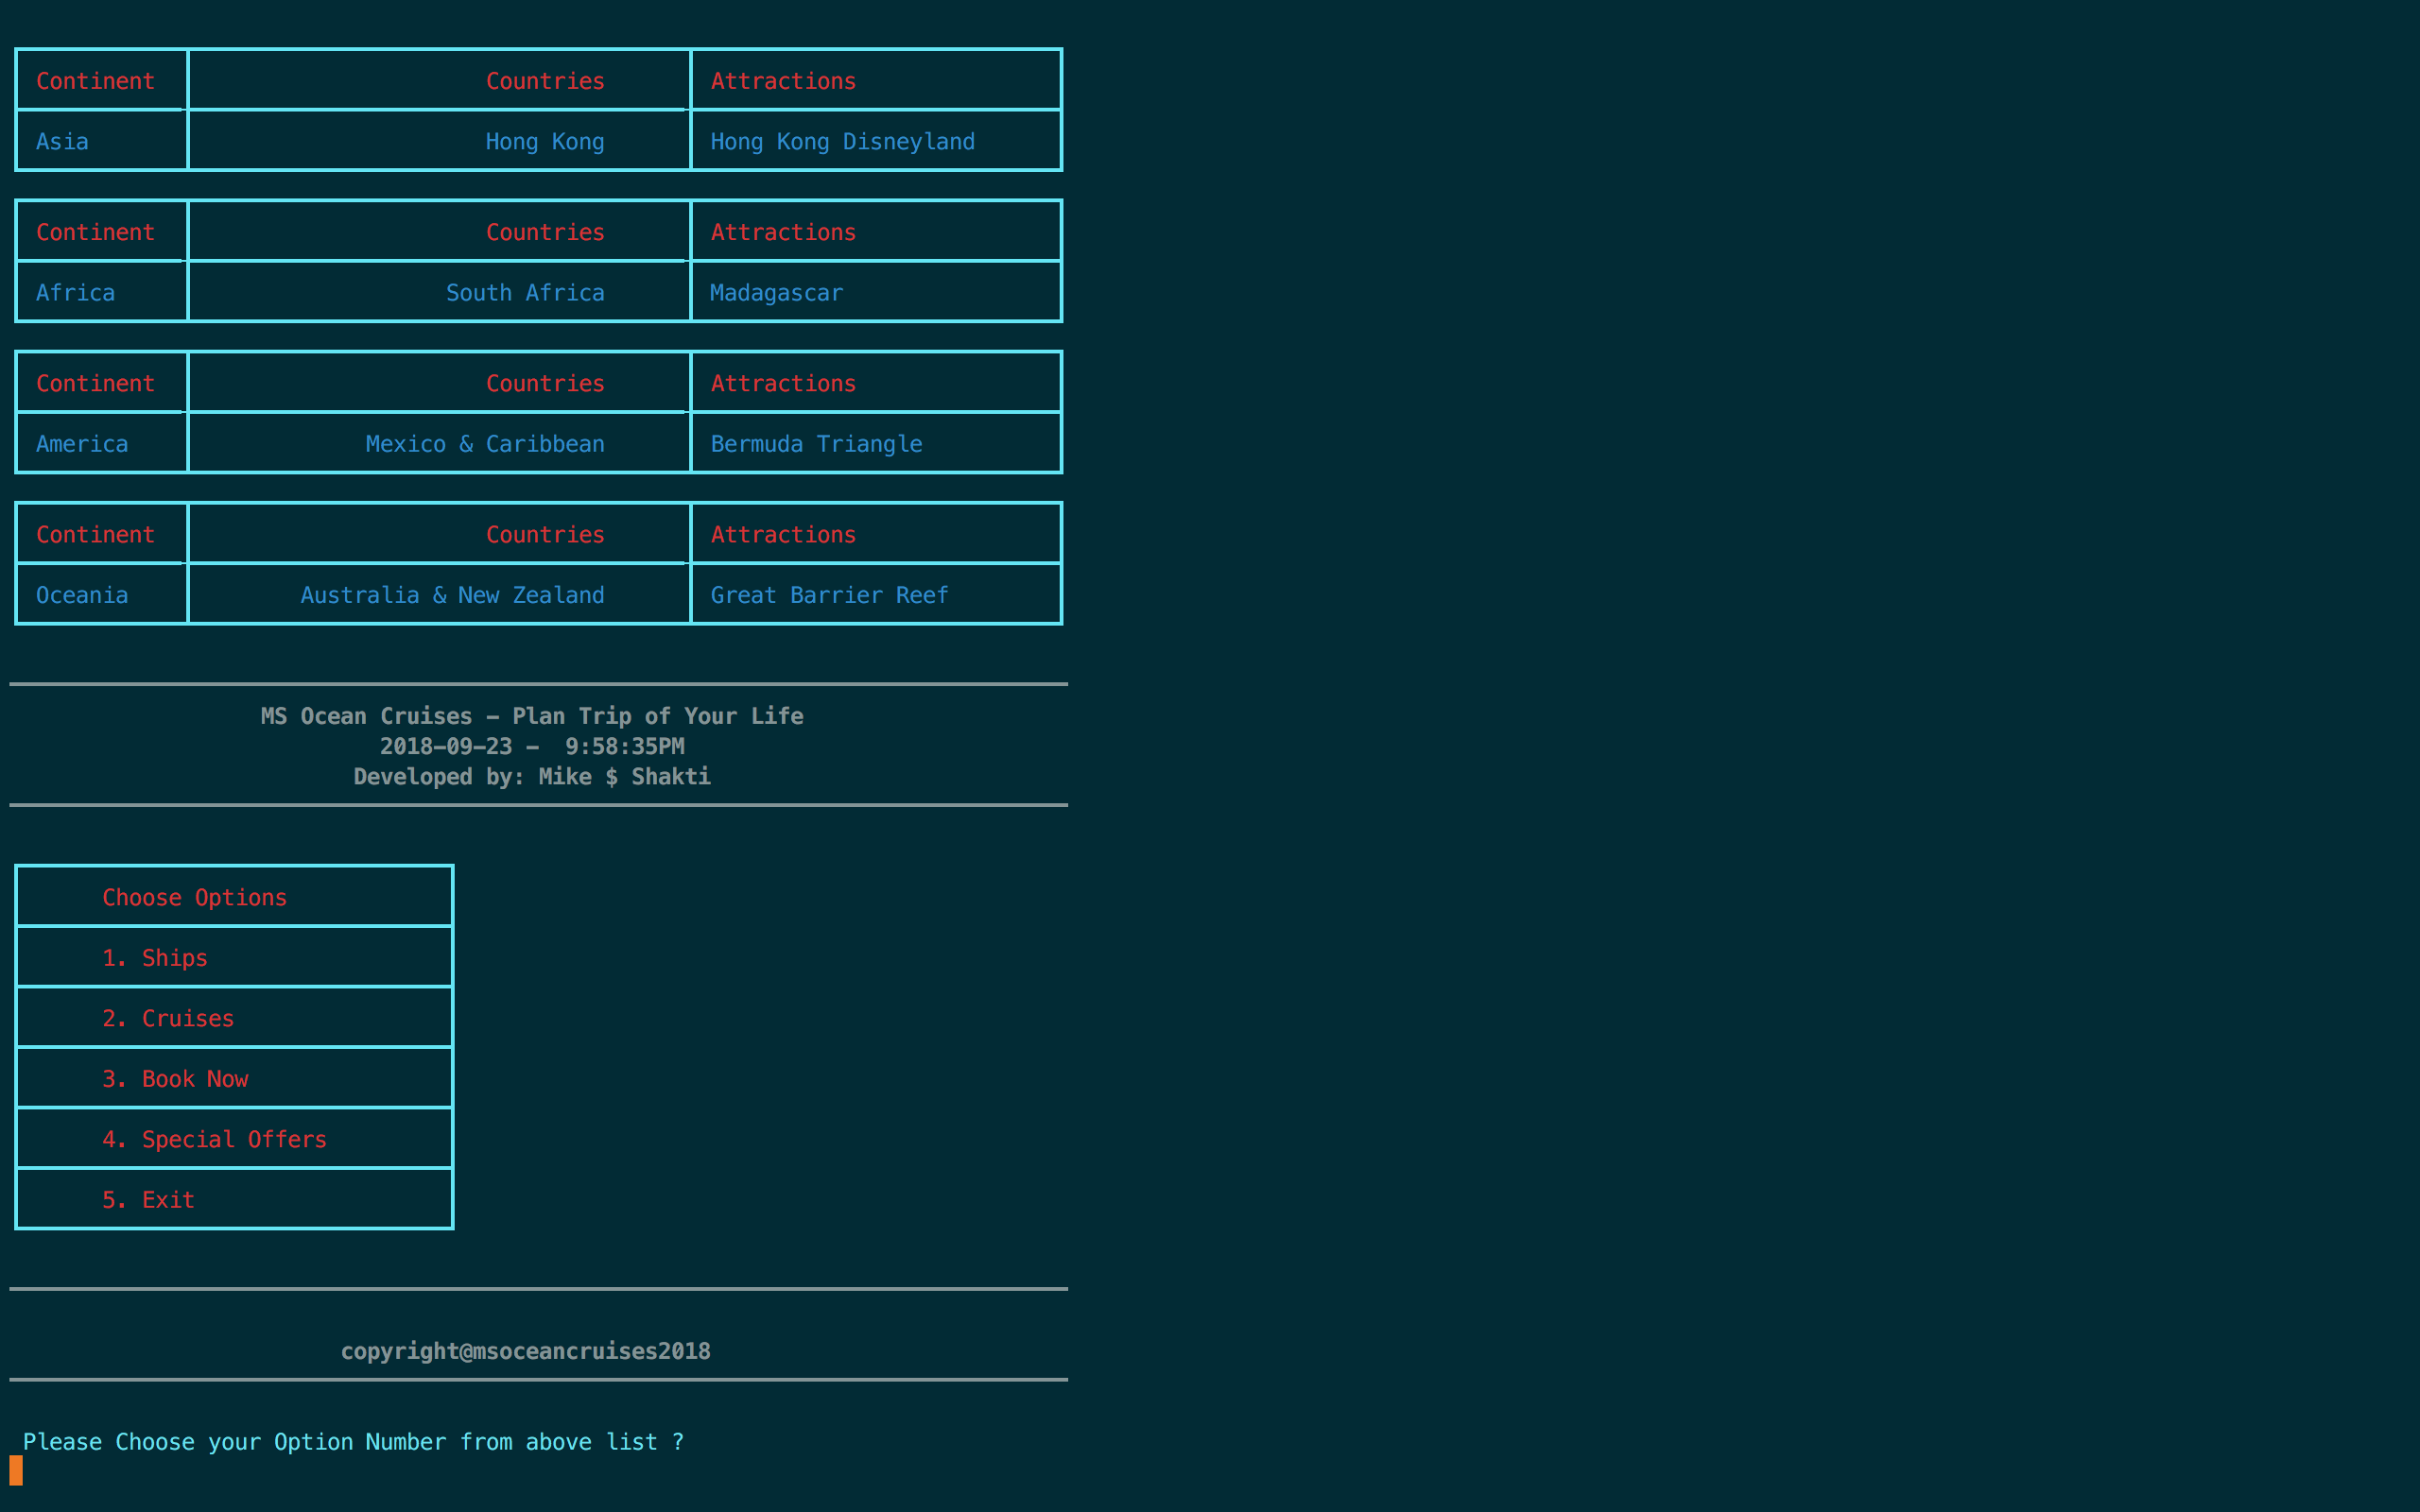 Continent Countries Attractions
Asia Hong Kong Hong Kong Disneyland
Continent Countries Attractions
Africa South Africa Madagascar
Continent Countries Attractions
America Mexico & Caribbean Bermuda Triangle
Continent Countries Attractions
Oceania Australia & New Zealand Great Barrier Reef
MS Ocean Cruises - Plan Trip of Your Life
2018-09-23 - 9:58:35PM
Developed by: Mike $ Shakti
Choose Options
1. Ships
2. Cruises
3. Book Now
4. Special Offers
5. Exit
copyright@msoceancruises2018
Please Choose your Option Number from above list ?